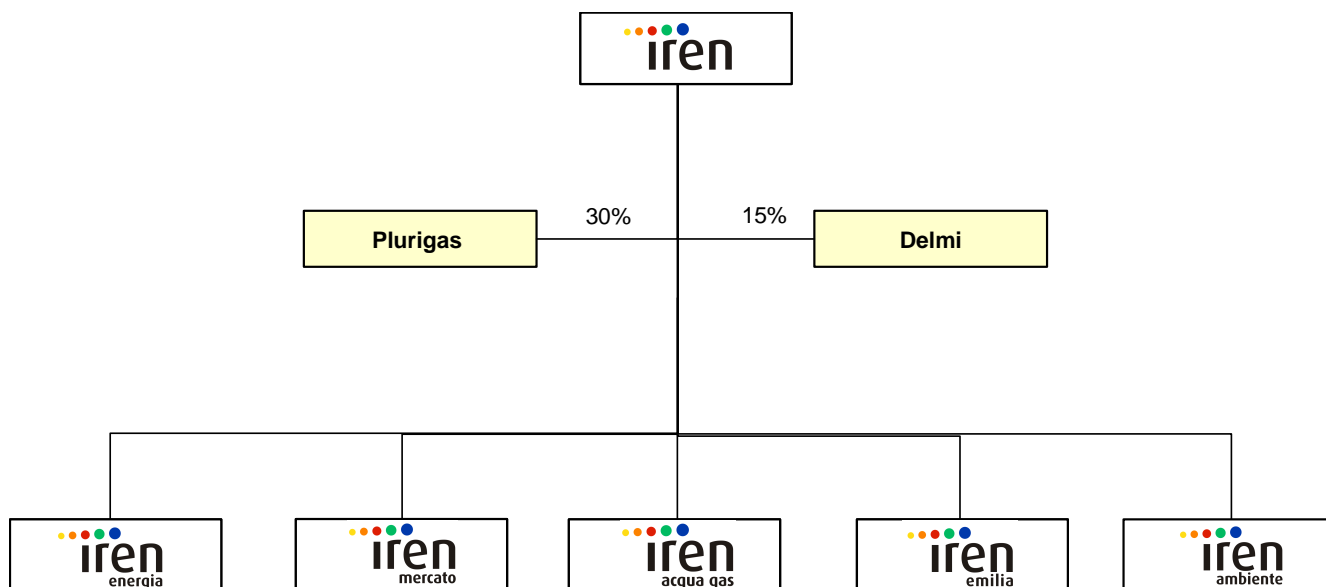 iren
30%
15%
Plurigas
Delmi
iren
energia
iren
mercato
iren
acqua gas
iren
emilia
iren
ambiente